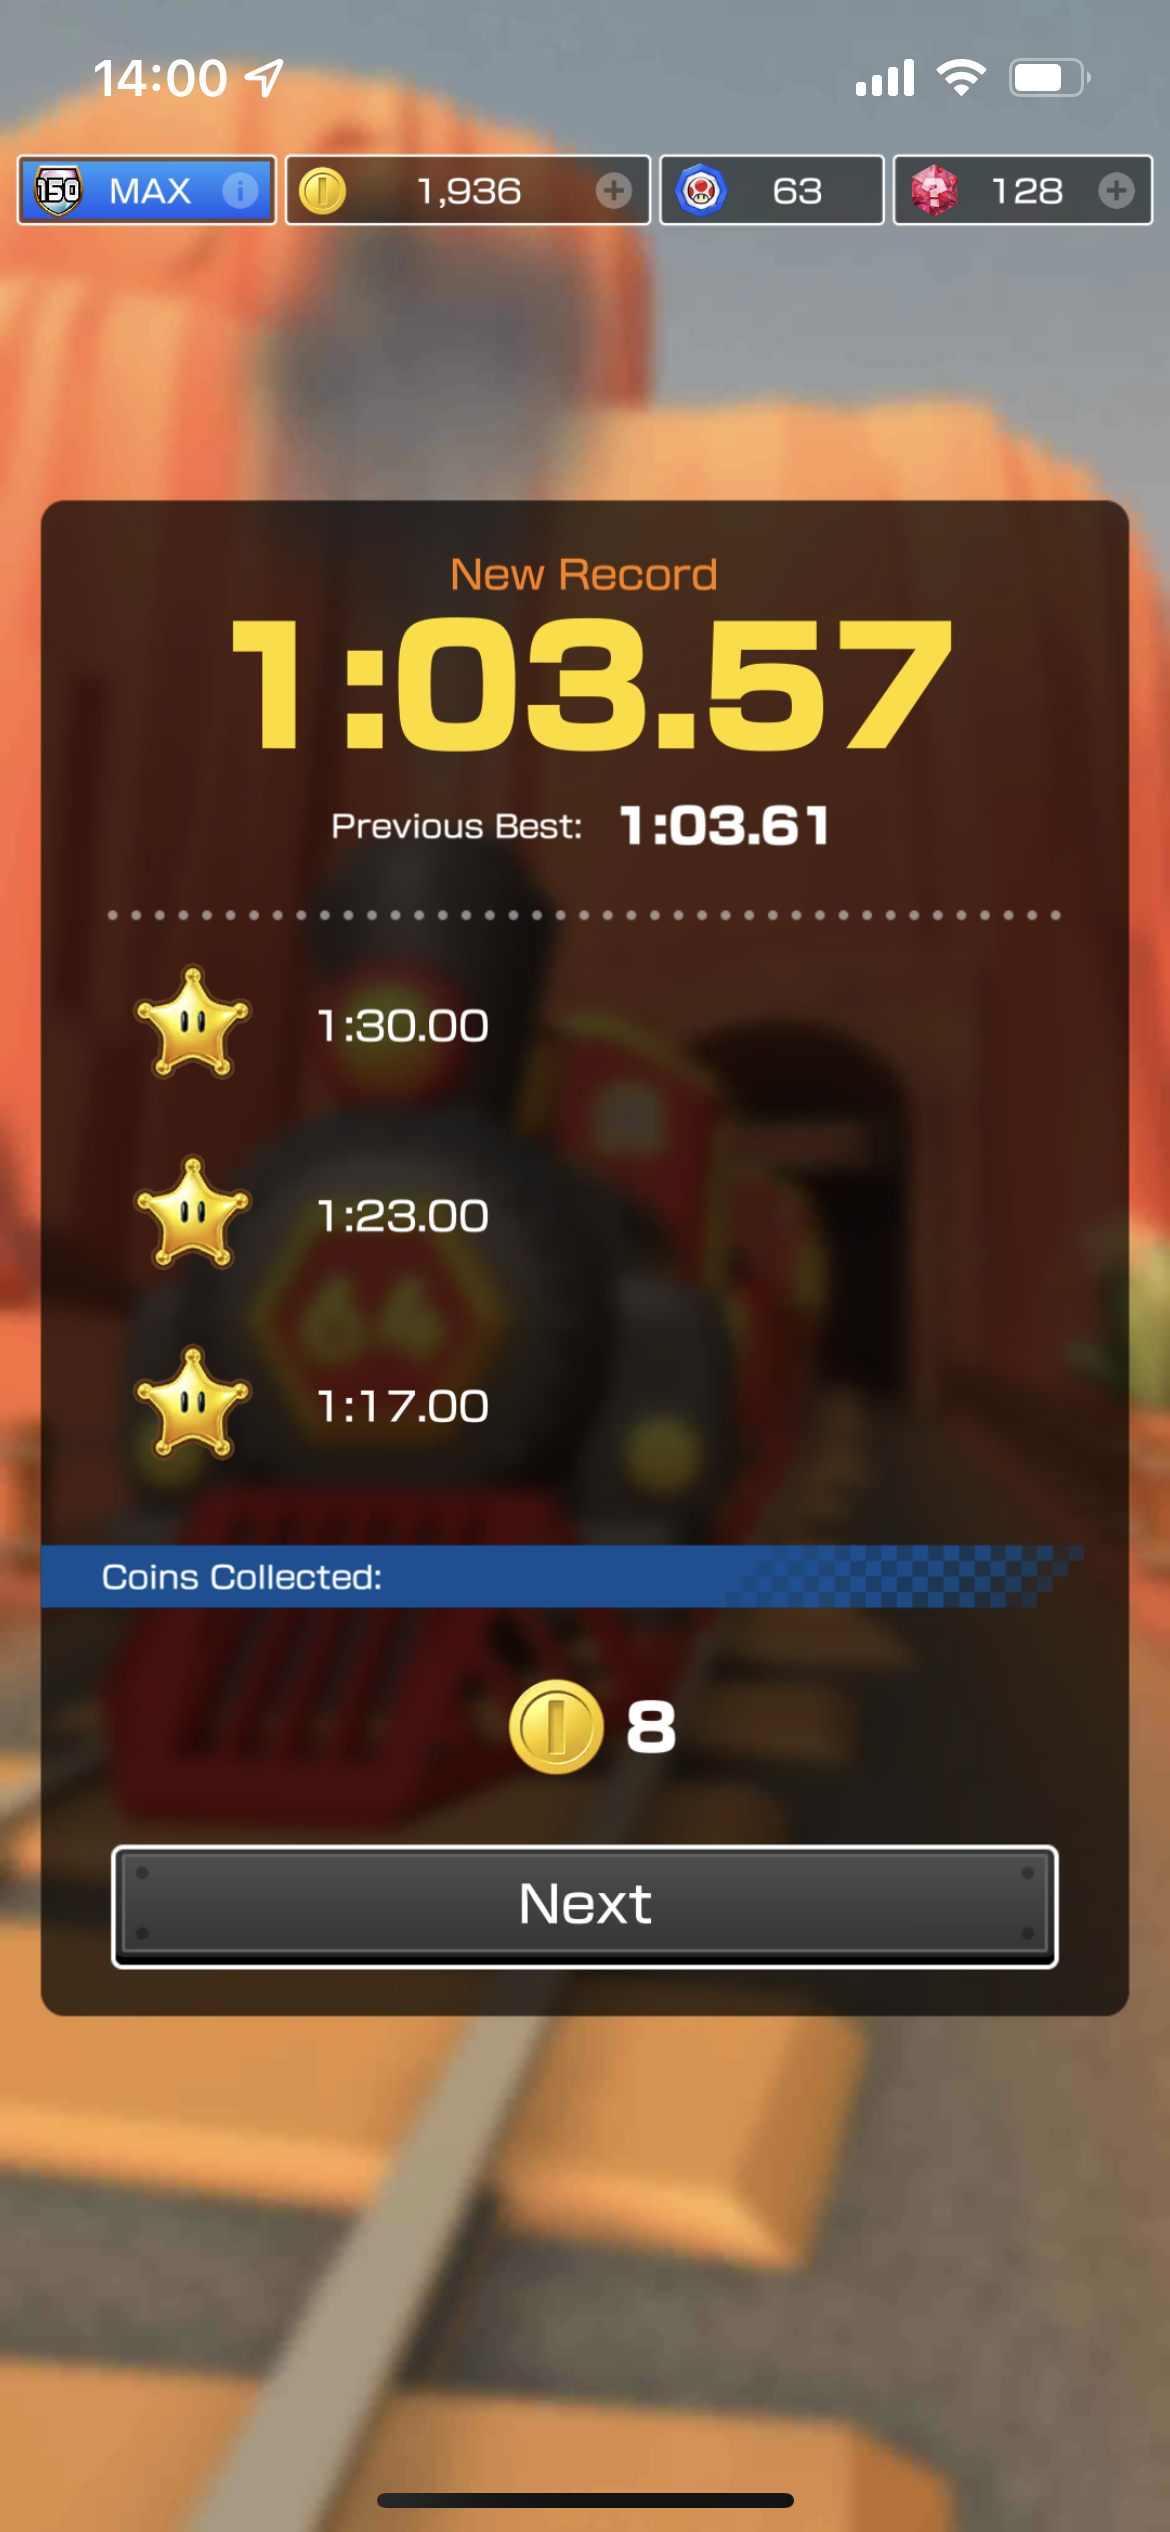 14:00
150 MAX i 1,936 + 63 ? 128 +
New Record
1:03.57
Previous Best: 1:03.61
1:30.00
1:23.00
64
1:17.00
Coins Collected:
8
Next